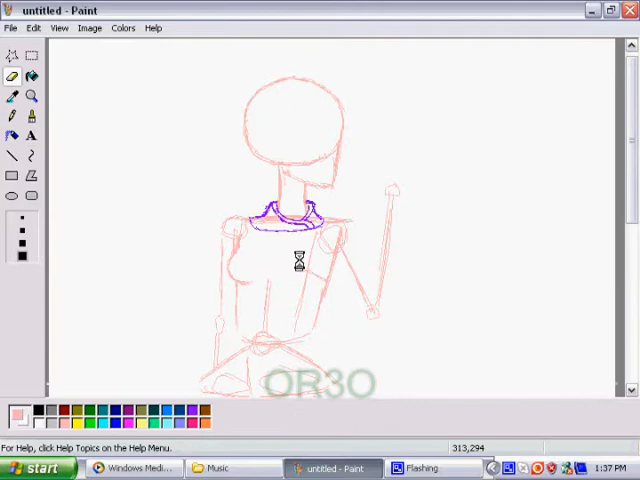 untitled - Paint
File Edit View Image Colors Help
A
OR3O
For Help, click Help Topics on the Help Menu.
313,294
start
Windows Medi...
Music
untitled - Paint
Flashing
1:37 PM